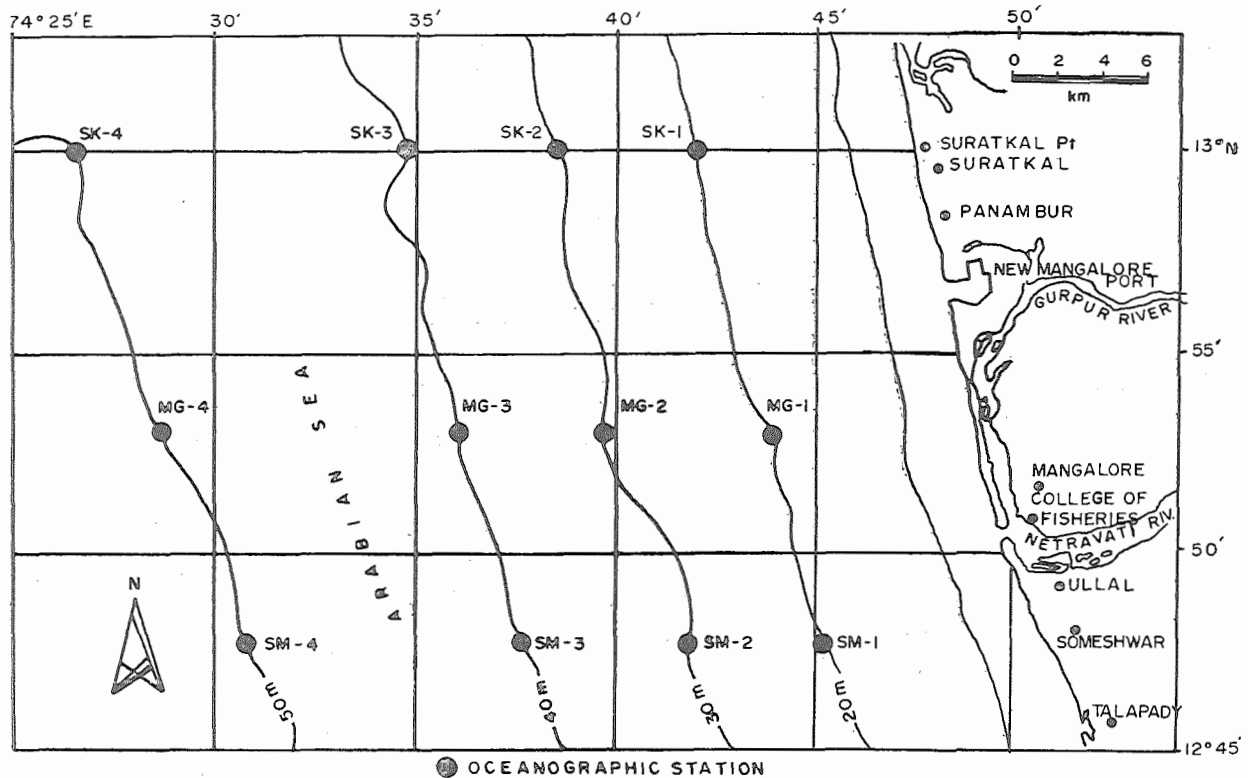 74°25'E 30' 35' 40' 45' 50'
0 2 4 6
km
SK-4 SK-3 SK-2 SK-1
SURATKAL Pt 13°N
SURATKAL
PANAMBUR
NEW MANGALORE
PORT
GURPUR RIVER
55'
ARABIAN SEA
MG-4 MG-3 MG-2 MG-1
MANGALORE
COLLEGE OF
FISHERIES
NETRAVATI RIV.
50'
ULLAL
N
SM-4 SM-3 SM-2 SM-1
SOMESHWAR
50m 40m 30m 20m
TALAPADY
12°45'
OCEANOGRAPHIC STATION